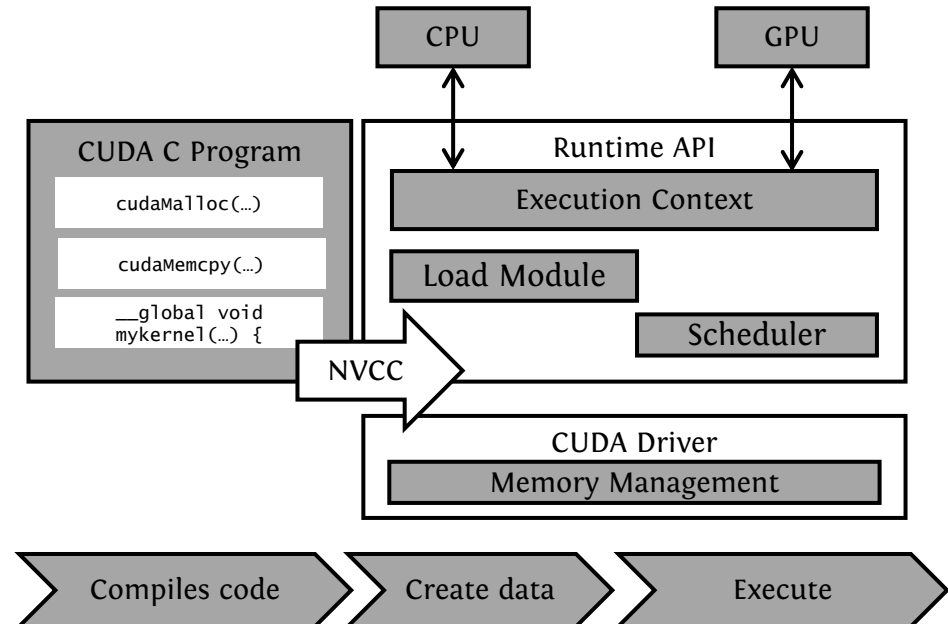 CPU
GPU
CUDA C Program
cudaMalloc(…)
cudaMemcpy(…)
__global void
mykernel(…) {
NVCC
Runtime API
Execution Context
Load Module
Scheduler
CUDA Driver
Memory Management
Compiles code
Create data
Execute